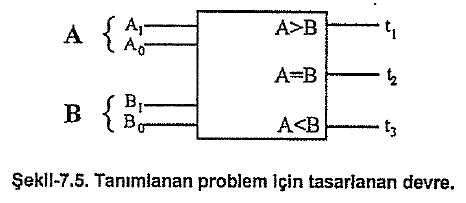 A { A₁ A₀ A>B t₁
A=B t₂
B { B₁ B₀ A<B t₃
Şekil-7.5. Tanımlanan problem için tasarlanan devre.